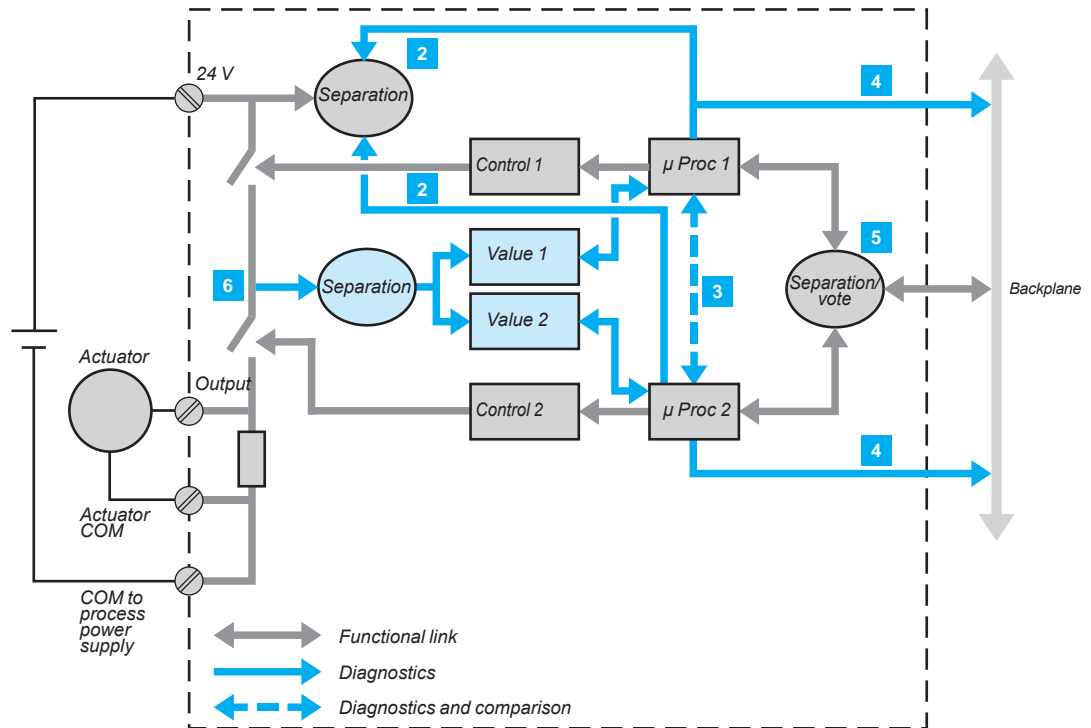 24 V
2
4
Separation
Control 1
µ Proc 1
2
5
Value 1
6
Separation
3
Separation/
vote
Backplane
Value 2
Actuator
Output
Control 2
µ Proc 2
4
Actuator
COM
COM to
process
power
supply
Functional link
Diagnostics
Diagnostics and comparison